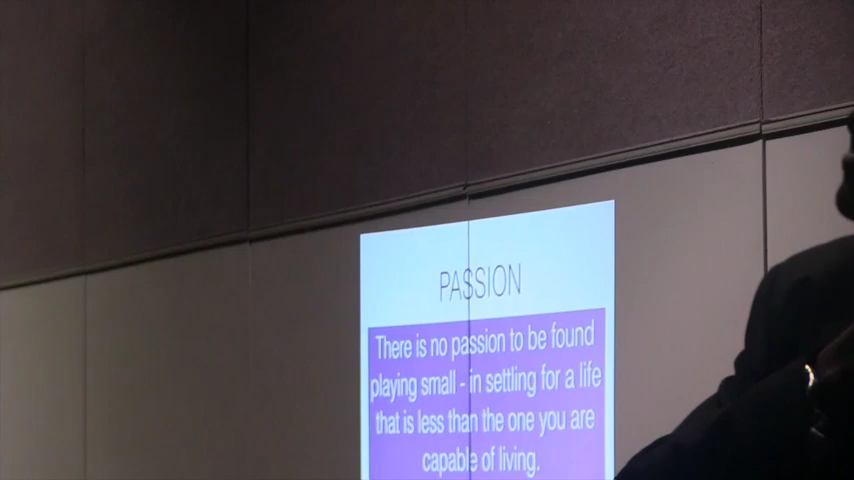 PASSION
There is no passion to be found
playing small - in settling for a life
that is less than the one you are
capable of living.